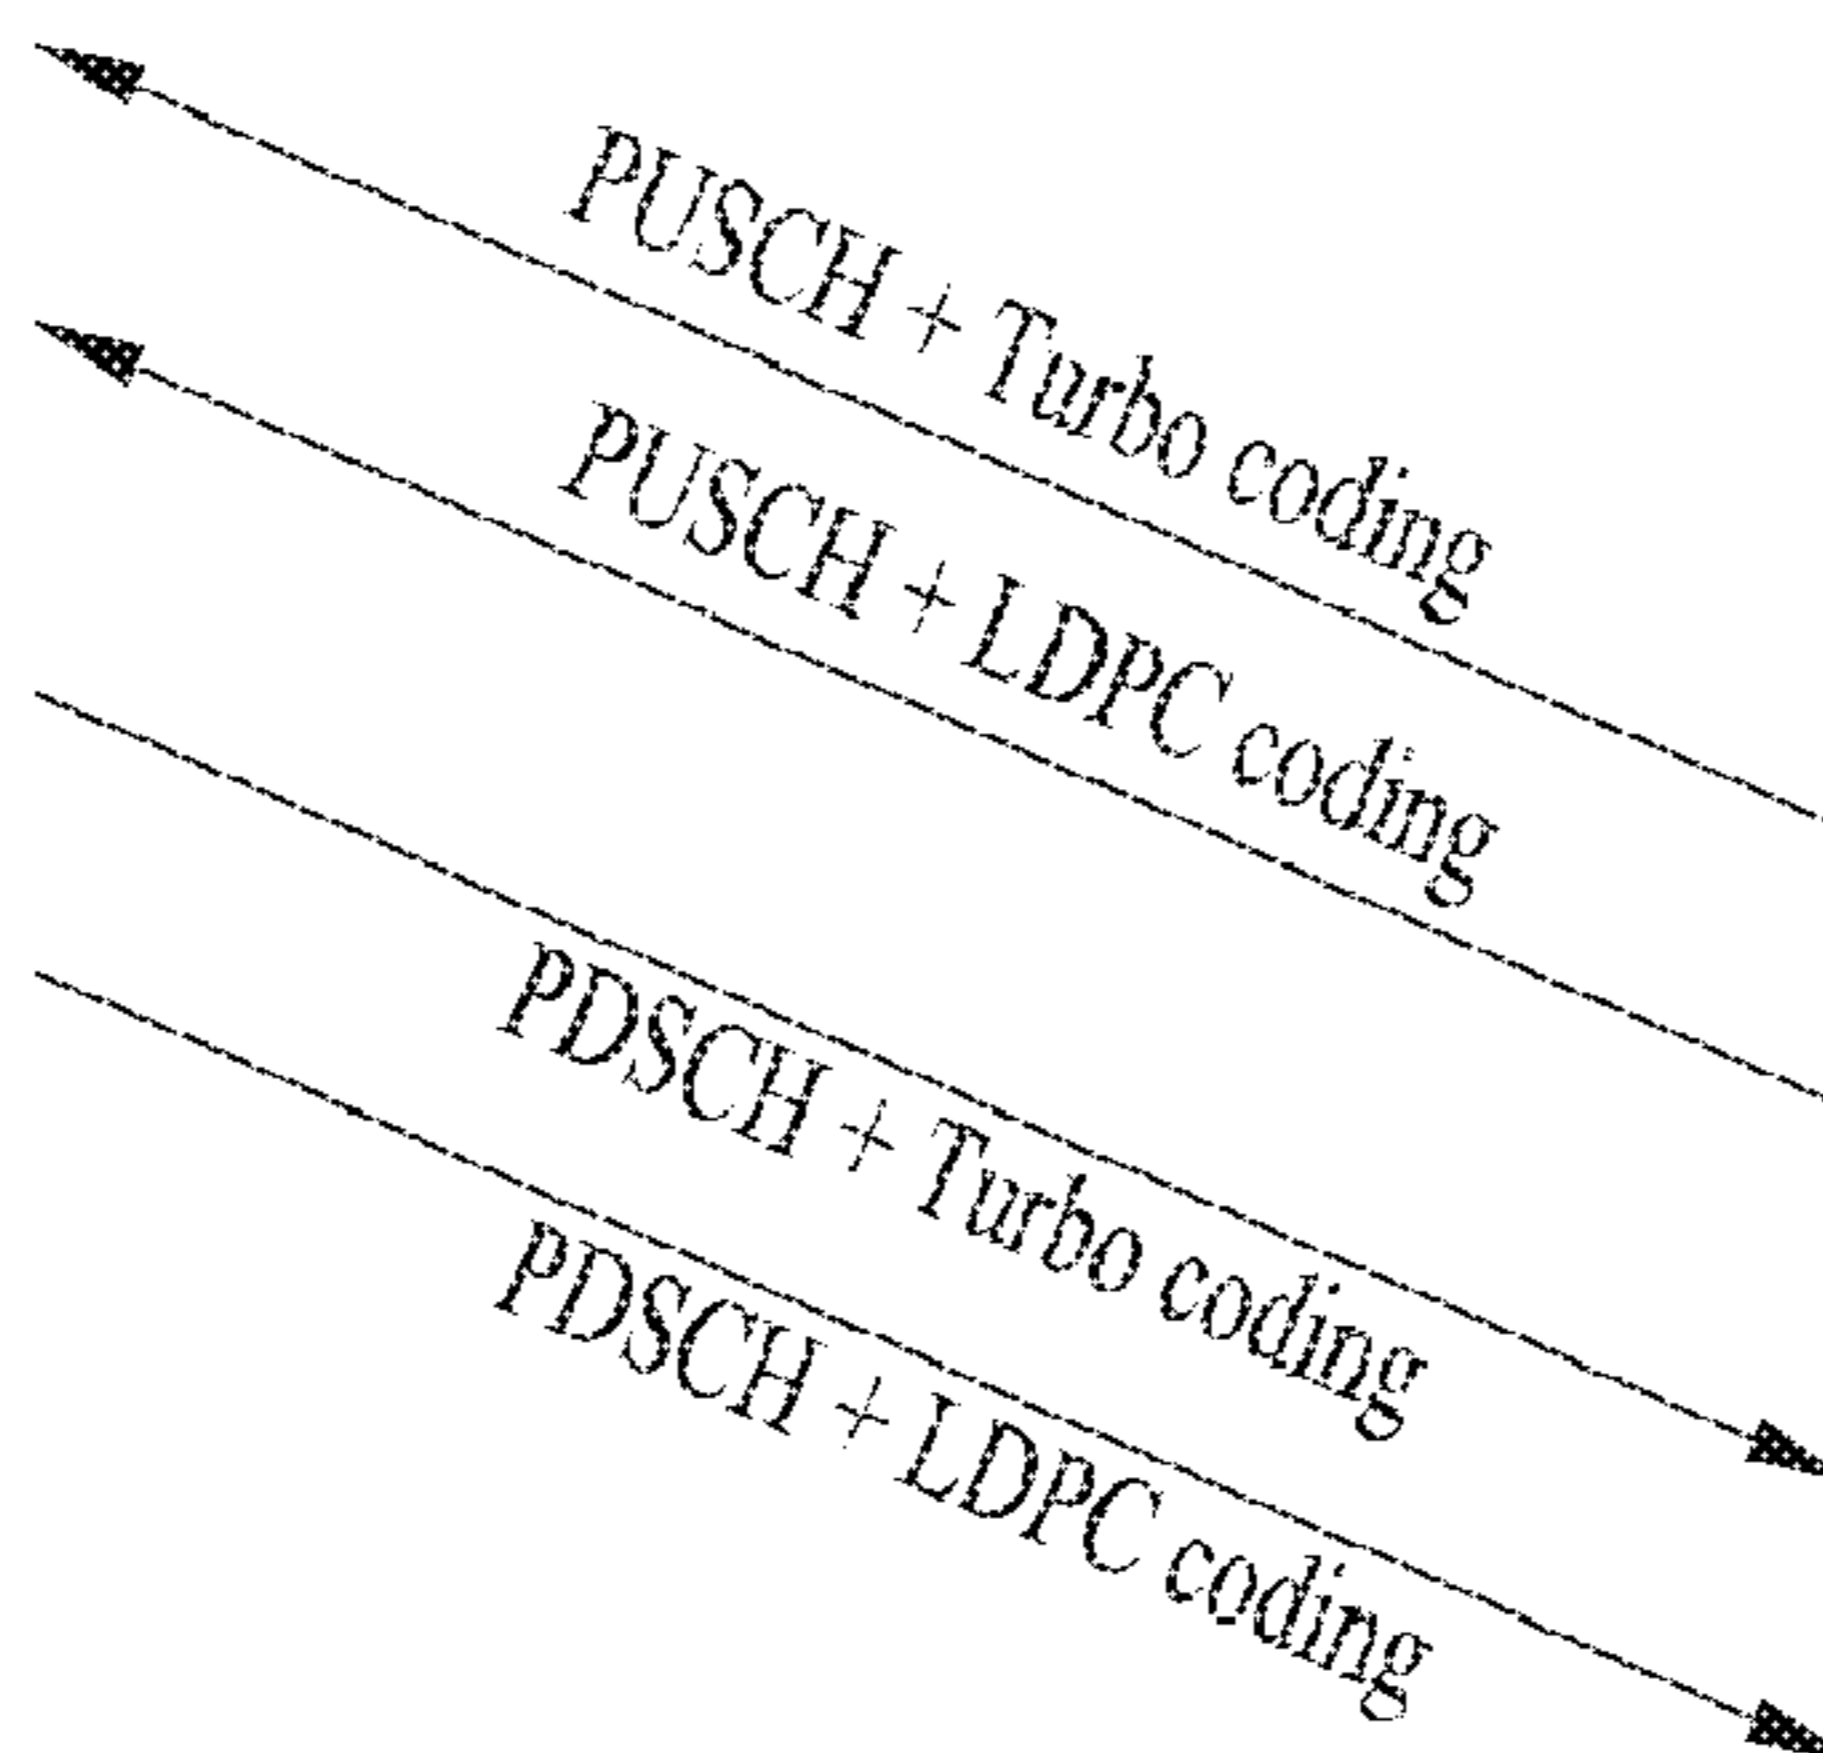 PUSCH + Turbo coding
PUSCH + LDPC coding
PDSCH + Turbo coding
PDSCH + LDPC coding